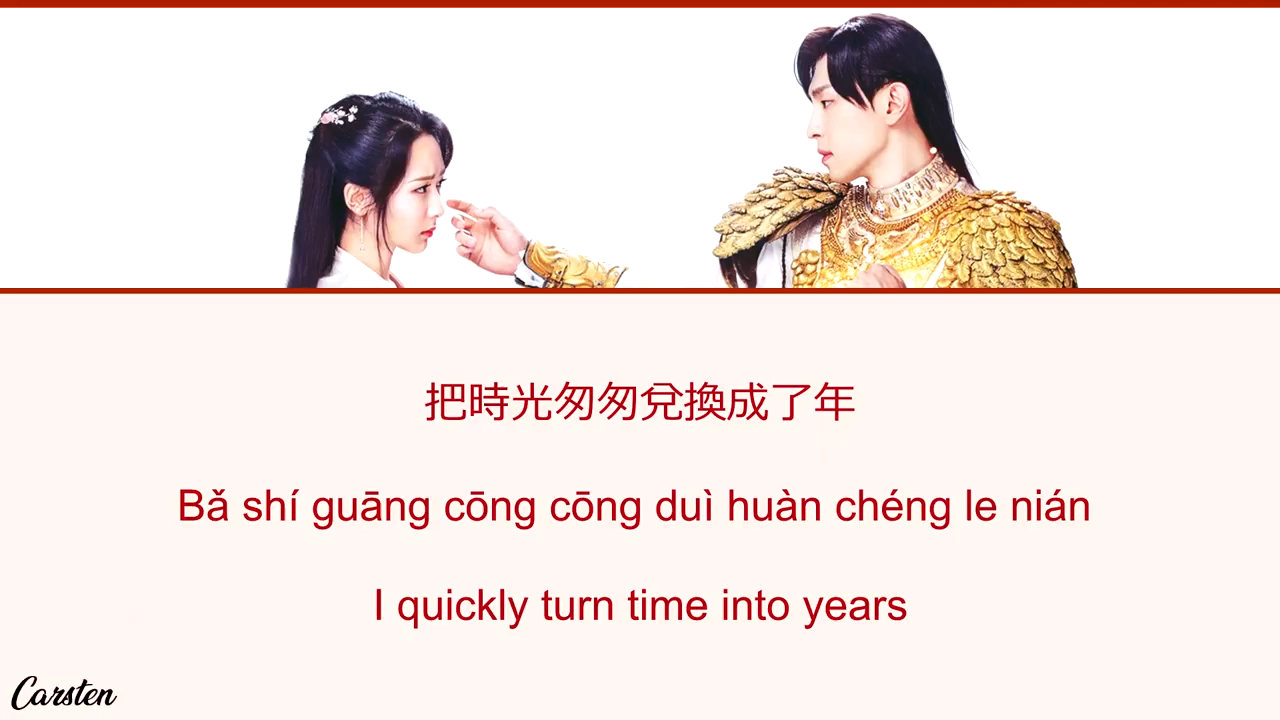 把時光匆匆兌換成了年
Bǎ shí guāng cōng cōng duì huàn chéng le nián
I quickly turn time into years
Carsten